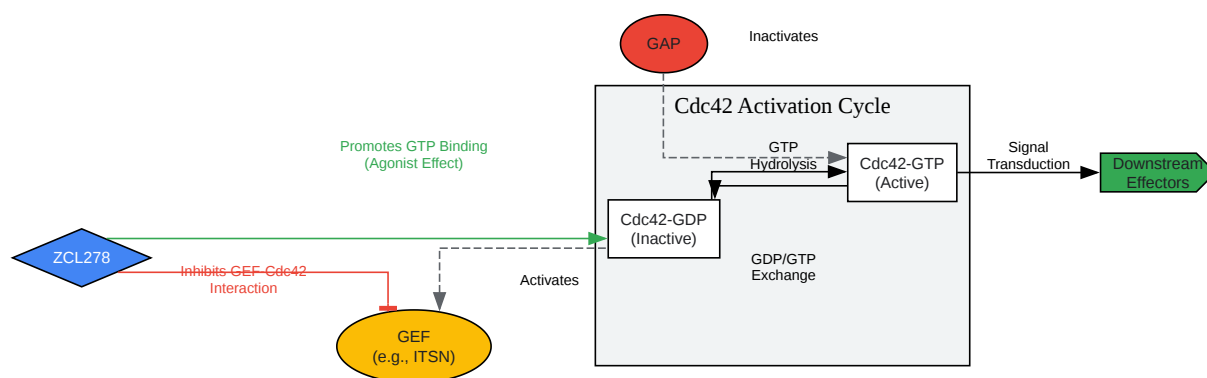 GAP
Inactivates
Cdc42 Activation Cycle
Promotes GTP Binding
(Agonist Effect)
GTP
Hydrolysis
Cdc42-GTP
(Active)
Signal
Transduction
Downstream
Effectors
Cdc42-GDP
(Inactive)
ZCL278
Inhibits GEF-Cdc42
Interaction
Activates
GDP/GTP
Exchange
GEF
(e.g., ITSN)